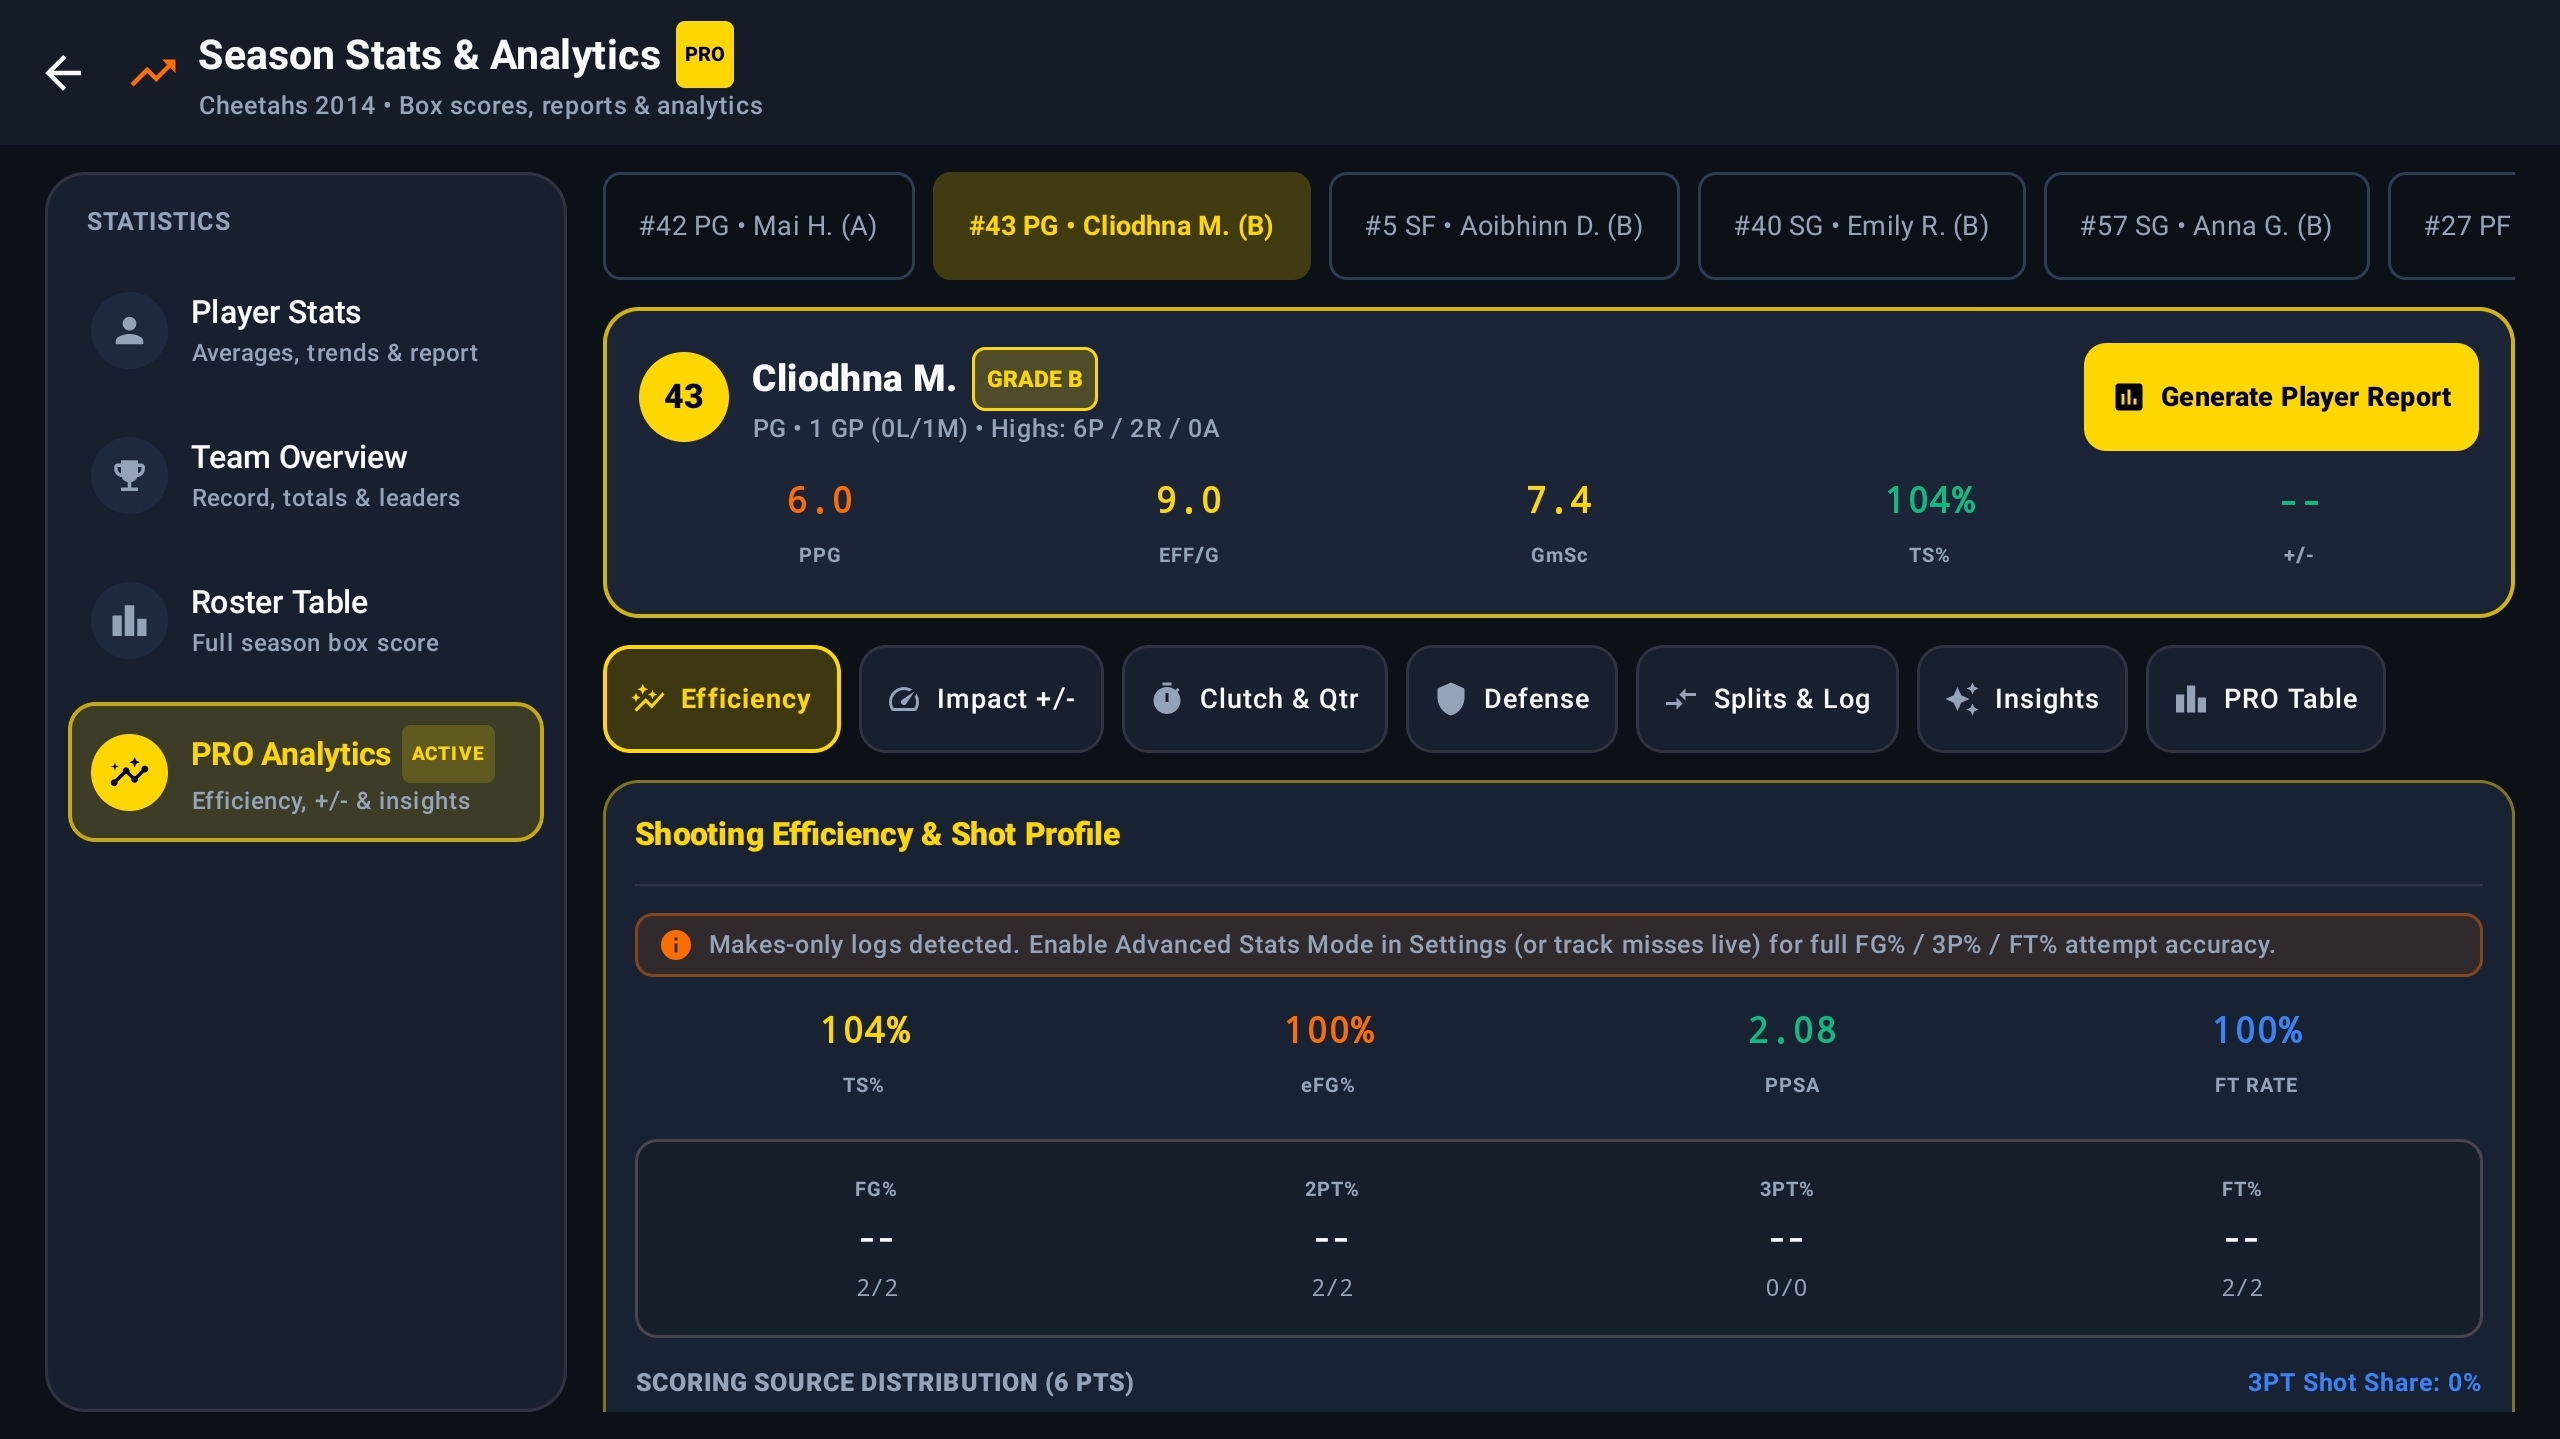 Season Stats & Analytics PRO
Cheetahs 2014 • Box scores, reports & analytics
STATISTICS
Player Stats
Averages, trends & report
Team Overview
Record, totals & leaders
Roster Table
Full season box score
PRO Analytics ACTIVE
Efficiency, +/- & insights
#42 PG • Mai H. (A)
#43 PG • Cliodhna M. (B)
#5 SF • Aoibhinn D. (B)
#40 SG • Emily R. (B)
#57 SG • Anna G. (B)
#27 PF
43
Cliodhna M. GRADE B
PG • 1 GP (0L/1M) • Highs: 6P / 2R / 0A
Generate Player Report
6.0 9.0 7.4 104% --
PPG EFF/G GmSc TS% +/-
Efficiency
Impact +/-
Clutch & Qtr
Defense
Splits & Log
Insights
PRO Table
Shooting Efficiency & Shot Profile
Makes-only logs detected. Enable Advanced Stats Mode in Settings (or track misses live) for full FG% / 3P% / FT% attempt accuracy.
104% 100% 2.08 100%
TS% eFG% PPSA FT RATE
FG% 2PT% 3PT% FT%
-- -- -- --
2/2 2/2 0/0 2/2
SCORING SOURCE DISTRIBUTION (6 PTS) 3PT Shot Share: 0%